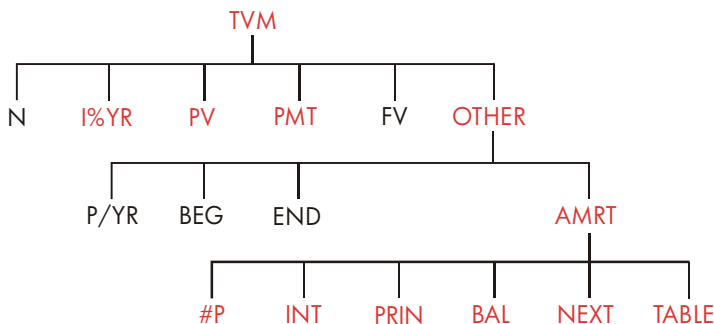 TVM
N I%YR PV PMT FV OTHER
P/YR BEG END AMRT
#P INT PRIN BAL NEXT TABLE